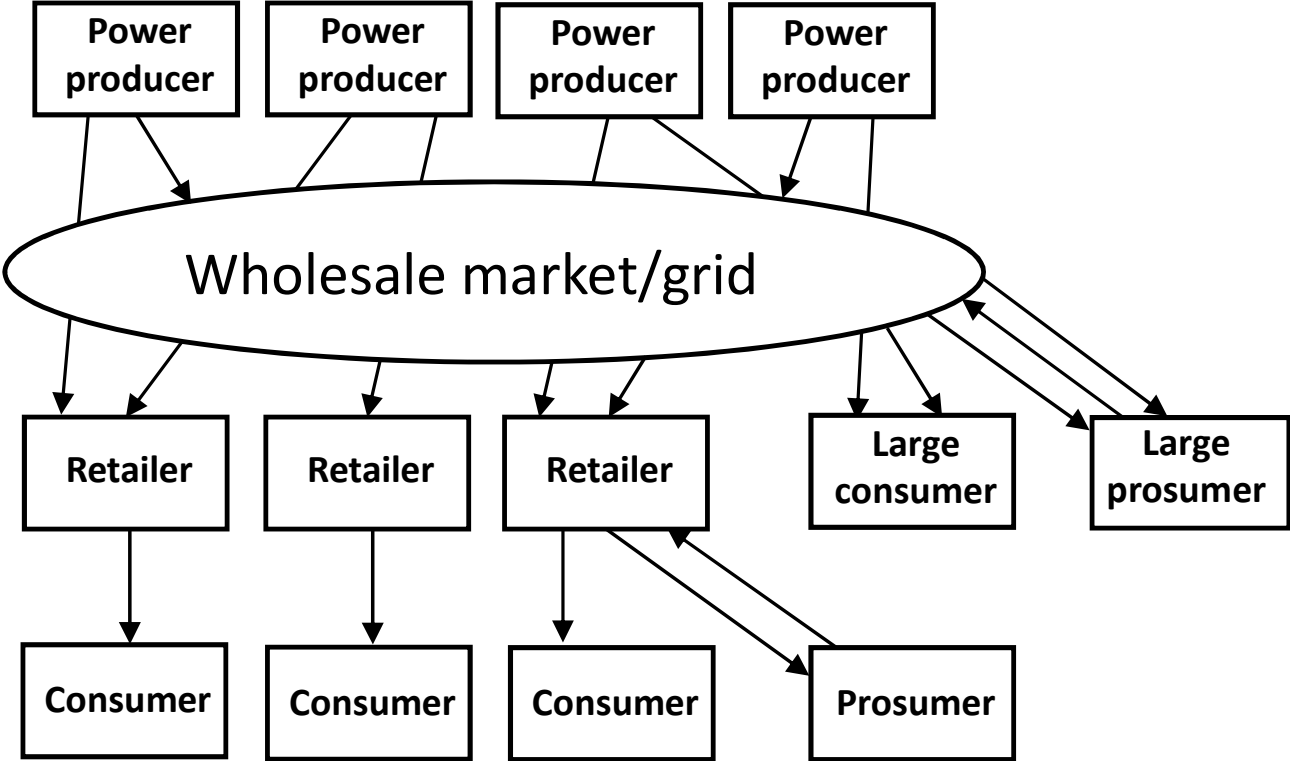 Power
producer
Power
producer
Power
producer
Power
producer
Wholesale market/grid
Retailer
Retailer
Retailer
Large
consumer
Large
prosumer
Consumer
Consumer
Consumer
Prosumer